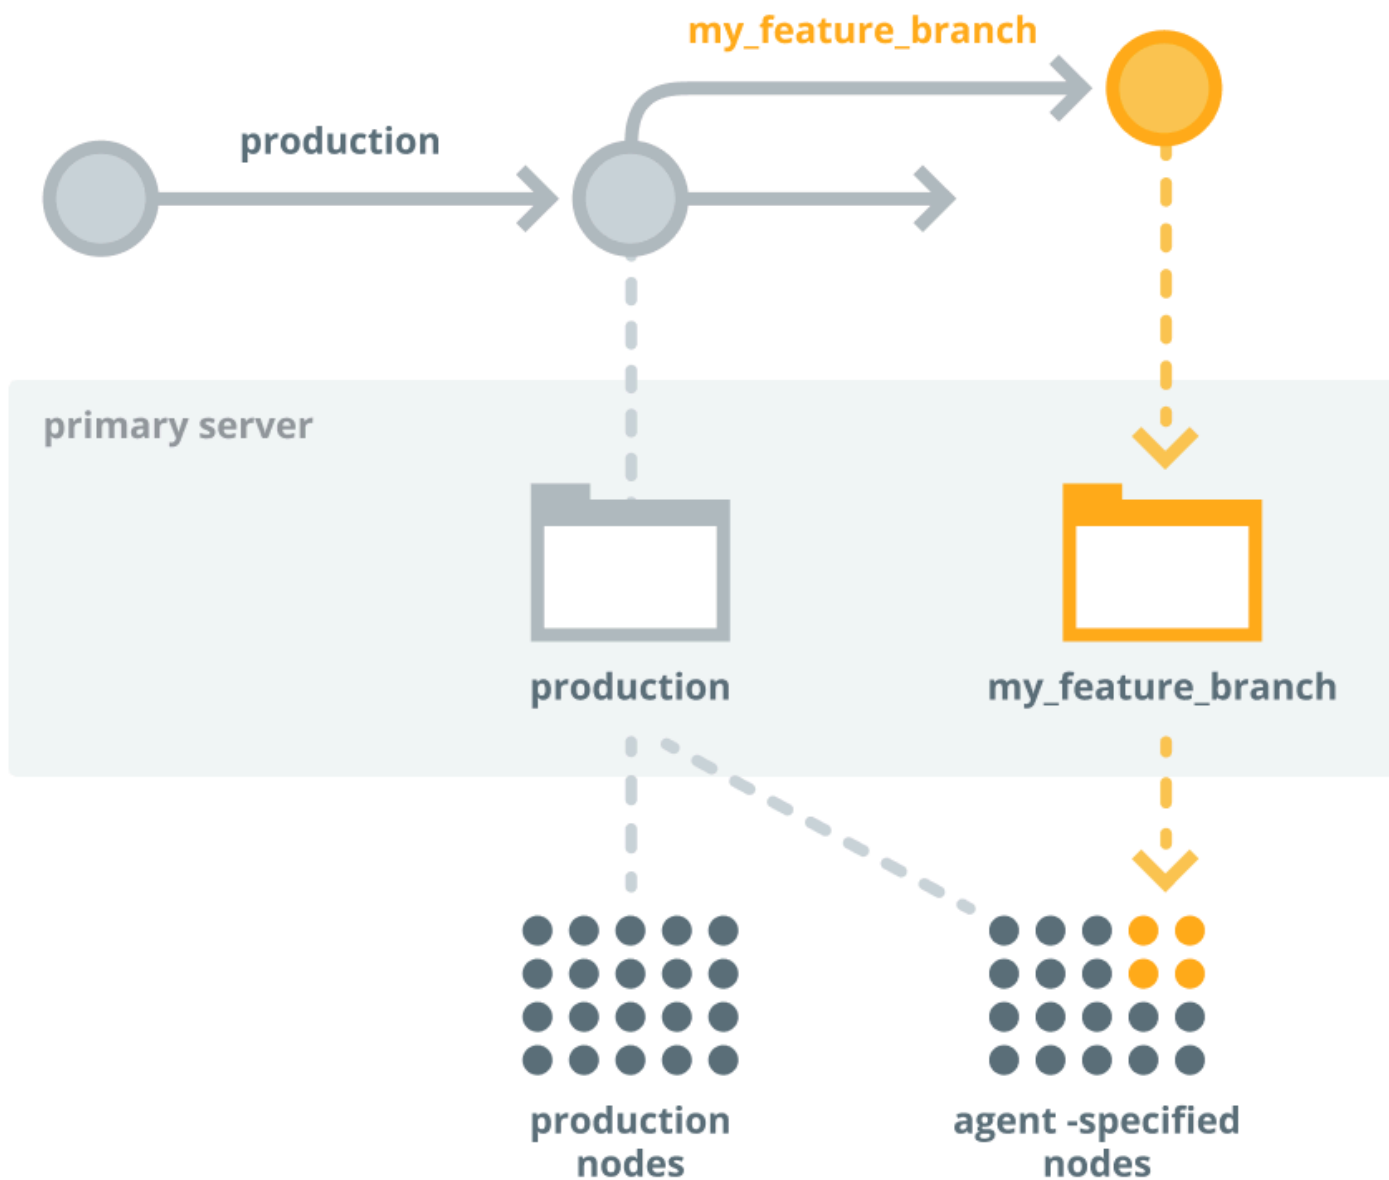 my_feature_branch
production
primary server
production
my_feature_branch
production
nodes
agent -specified
nodes